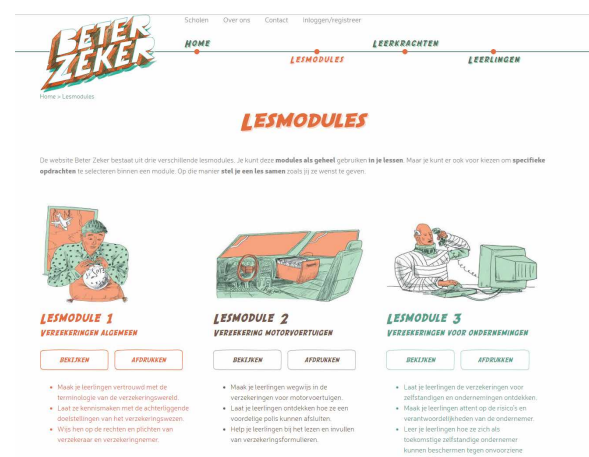 BETER ZEKER
Scholen Over ons Contact Inloggen/registreer
HOME
LEERKRACHTEN
LESMODULES
LEERLINGEN
Home > Lesmodules
LESMODULES
De website Beter Zeker bestaat uit drie verschillende lesmodules. Je kunt deze modules als geheel gebruiken in je lessen. Maar je kunt er ook voor kiezen om specifieke
opdrachten te selecteren binnen een module. Op die manier stel je een les samen zoals jij ze wenst te geven.
LESMODULE 1
VERZEKERINGEN ALGEMEEN
BEKIJKEN AFDRUKKEN
• Maak je leerlingen vertrouwd met de
terminologie van de verzekeringswereld.
• Laat ze kennismaken met de achterliggende
doelstellingen van het verzekeringswezen.
• Wijs hen op de rechten en plichten van
verzekeraar en verzekeringnemer.
LESMODULE 2
VERZEKERING MOTORVOERTUIGEN
BEKIJKEN AFDRUKKEN
• Maak je leerlingen wegwijs in de
verzekeringen voor motorvoertuigen.
• Laat je leerlingen ontdekken hoe ze een
voordelige polis kunnen afsluiten.
• Help je leerlingen bij het lezen en invullen
van verzekeringsformulieren.
LESMODULE 3
VERZEKERINGEN VOOR ONDERNEMINGEN
BEKIJKEN AFDRUKKEN
• Laat je leerlingen de verzekeringen voor
zelfstandigen en ondernemingen ontdekken.
• Maak je leerlingen attent op de risico's en
verantwoordelijkheden van de ondernemer.
• Leer je leerlingen hoe ze zich als
toekomstige zelfstandige ondernemer
kunnen beschermen tegen onvoorziene